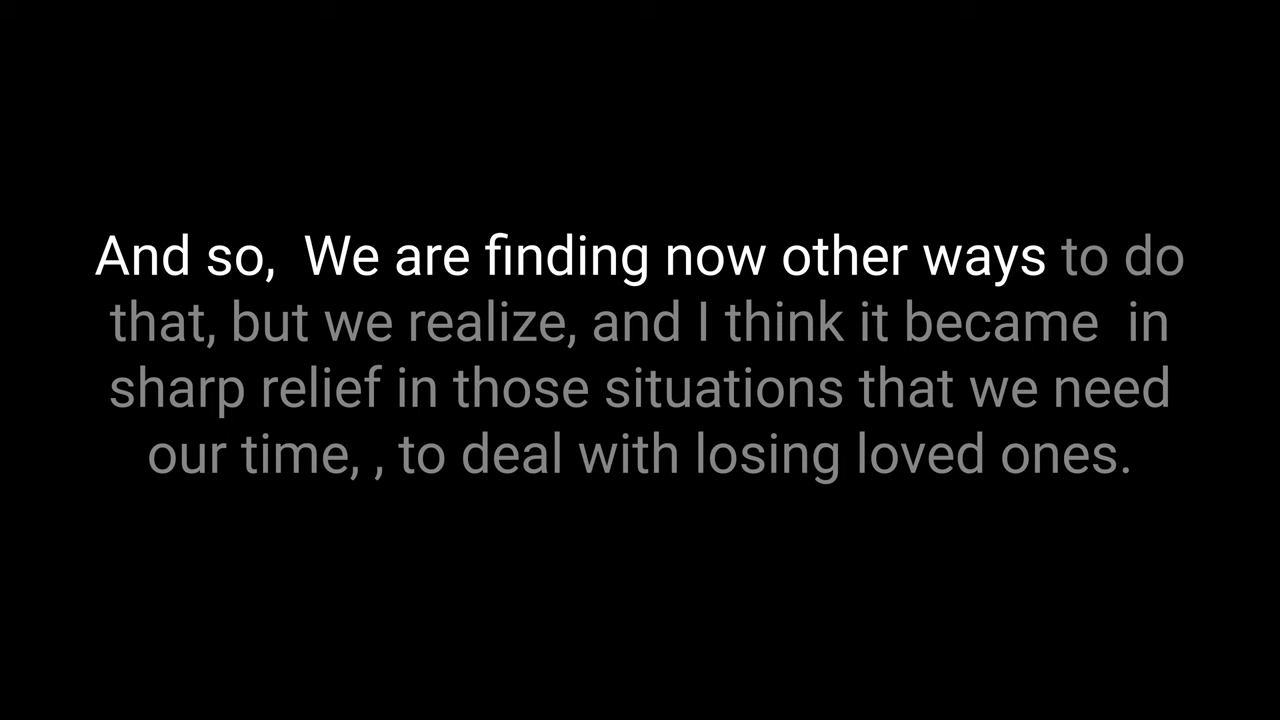 And so,  We are finding now other ways to do
that, but we realize, and I think it became  in
sharp relief in those situations that we need
our time, , to deal with losing loved ones.